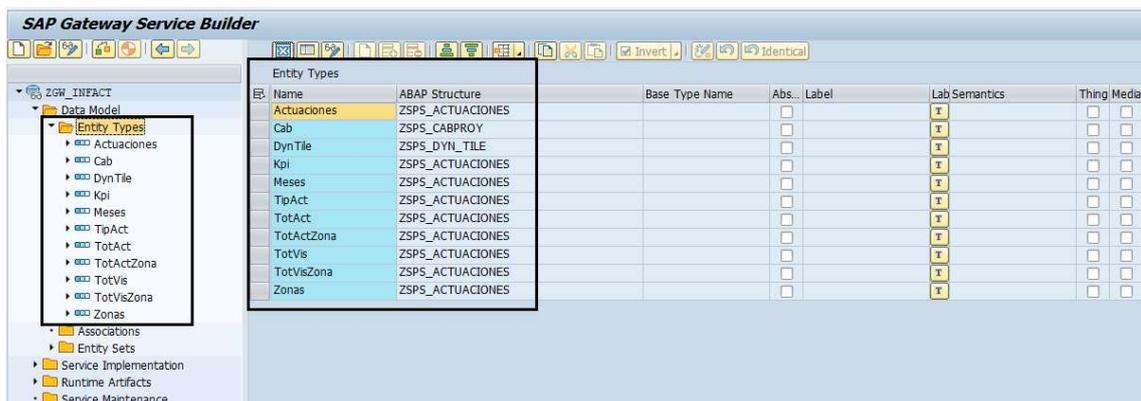 SAP Gateway Service Builder
Invert Identical
ZGW_INFACT
Data Model
Entity Types
Actuaciones
Cab
DynTile
Kpi
Meses
TipAct
TotAct
TotActZona
TotVis
TotVisZona
Zonas
Associations
Entity Sets
Service Implementation
Runtime Artifacts
Service Maintenance
Entity Types
Name ABAP Structure Base Type Name Abs... Label Lab Semantics Thing Media
Actuaciones ZSPS_ACTUACIONES T
Cab ZSPS_CABPROY T
DynTile ZSPS_DYN_TILE T
Kpi ZSPS_ACTUACIONES T
Meses ZSPS_ACTUACIONES T
TipAct ZSPS_ACTUACIONES T
TotAct ZSPS_ACTUACIONES T
TotActZona ZSPS_ACTUACIONES T
TotVis ZSPS_ACTUACIONES T
TotVisZona ZSPS_ACTUACIONES T
Zonas ZSPS_ACTUACIONES T